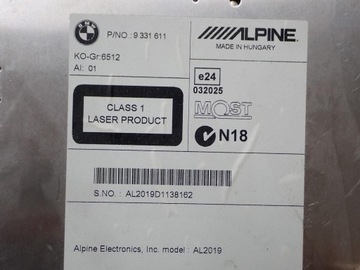 P/NO.: 9 331 611
ALPINE
MADE IN HUNGARY
KO-Gr:6512
AI: 01
e24
032025
CLASS 1
LASER PRODUCT
MOST
N18
S.NO.: AL2019D1138162
Alpine Electronics, Inc. model: AL2019